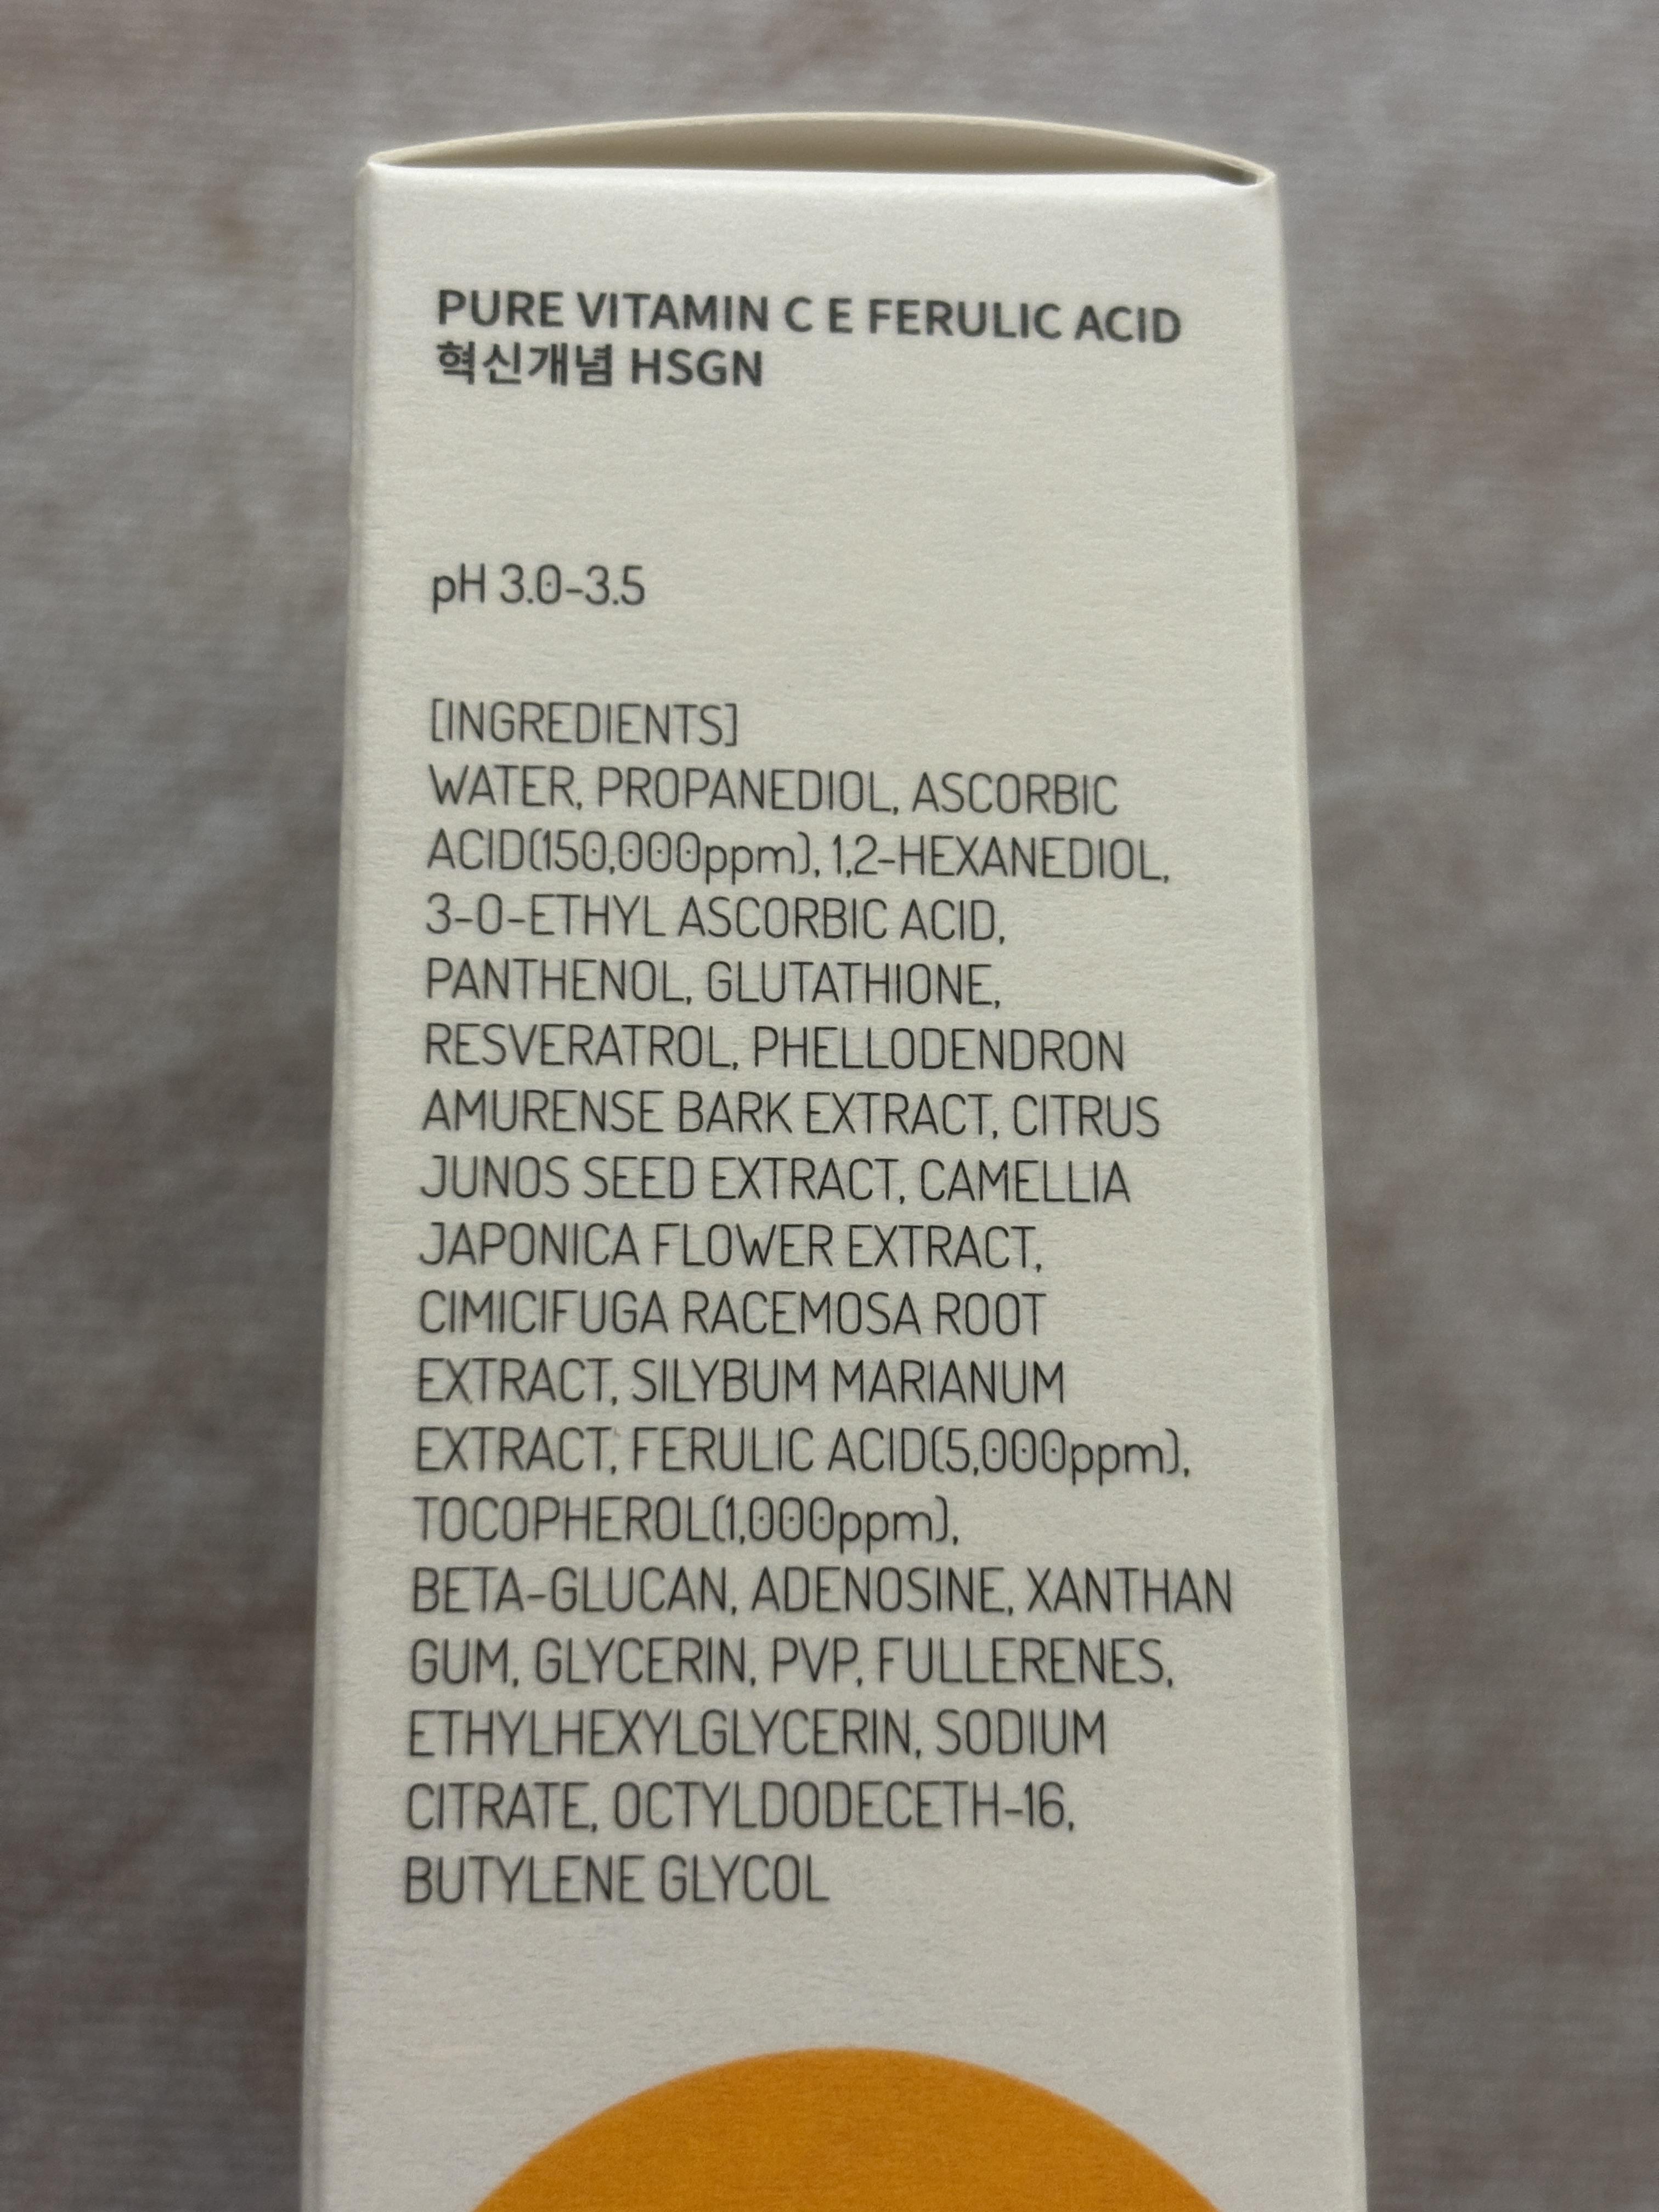 PURE VITAMIN C E FERULIC ACID
혁신개념 HSGN
pH 3.0-3.5
[INGREDIENTS]
WATER, PROPANEDIOL, ASCORBIC
ACID(150,000ppm), 1,2-HEXANEDIOL,
3-O-ETHYL ASCORBIC ACID,
PANTHENOL, GLUTATHIONE,
RESVERATROL, PHELLODENDRON
AMURENSE BARK EXTRACT, CITRUS
JUNOS SEED EXTRACT, CAMELLIA
JAPONICA FLOWER EXTRACT,
CIMICIFUGA RACEMOSA ROOT
EXTRACT, SILYBUM MARIANUM
EXTRACT, FERULIC ACID(5,000ppm),
TOCOPHEROL(1,000ppm),
BETA-GLUCAN, ADENOSINE, XANTHAN
GUM, GLYCERIN, PVP, FULLERENES,
ETHYLHEXYLGLYCERIN, SODIUM
CITRATE, OCTYLDODECETH-16,
BUTYLENE GLYCOL